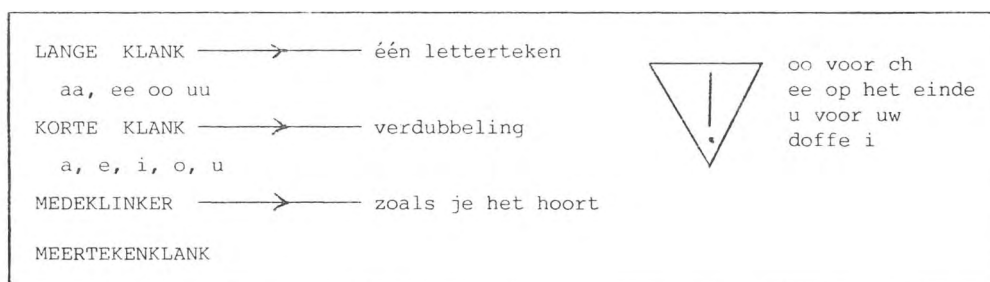 LANGE KLANK één letterteken
aa, ee oo uu
KORTE KLANK verdubbeling
a, e, i, o, u
MEDEKLINKER zoals je het hoort
MEERTEKENKLANK
!
oo voor ch
ee op het einde
u voor uw
doffe i